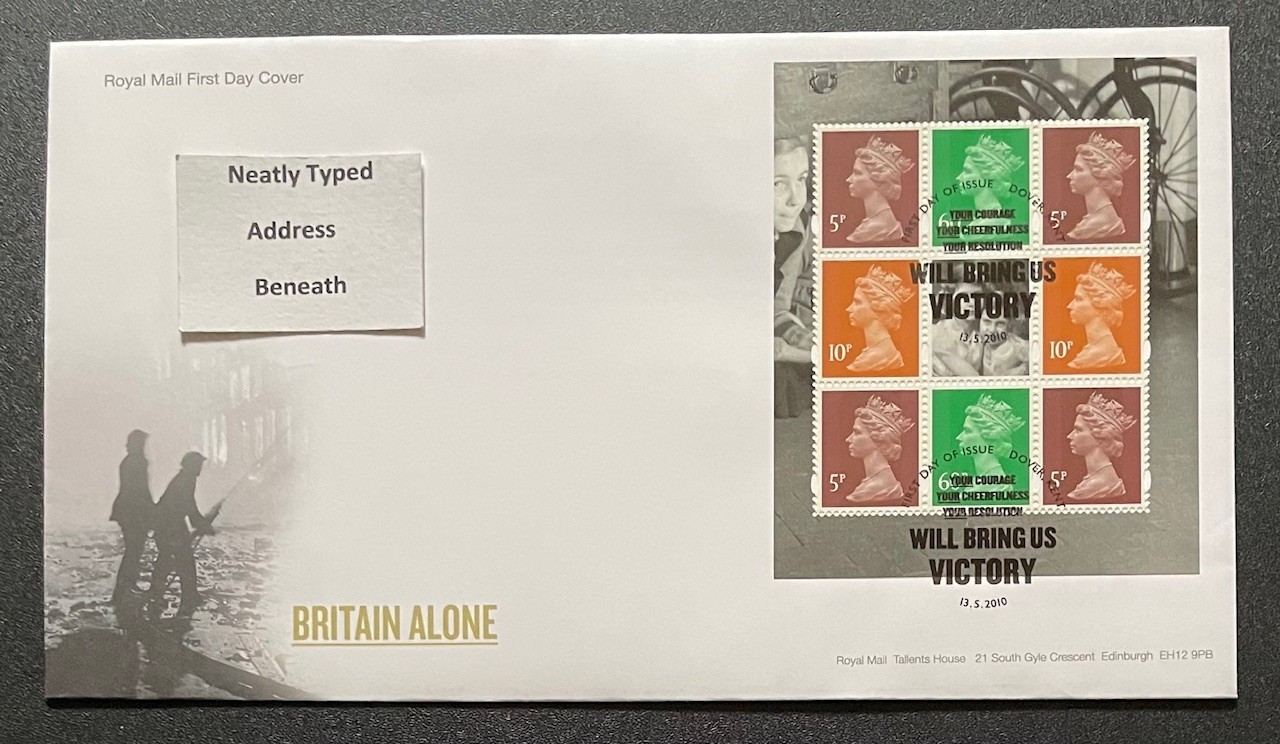 Royal Mail First Day Cover
Neatly Typed
Address
Beneath
BRITAIN ALONE
5P
5P
10P
10P
5P
60P
5P
FIRST DAY OF ISSUE DOVER KENT
YOUR COURAGE
YOUR CHEERFULNESS
YOUR RESOLUTION
WILL BRING US
VICTORY
13.5.2010
FIRST DAY OF ISSUE DOVER KENT
YOUR COURAGE
YOUR CHEERFULNESS
YOUR RESOLUTION
WILL BRING US
VICTORY
13.5.2010
Royal Mail Tallents House 21 South Gyle Crescent Edinburgh EH12 9PB